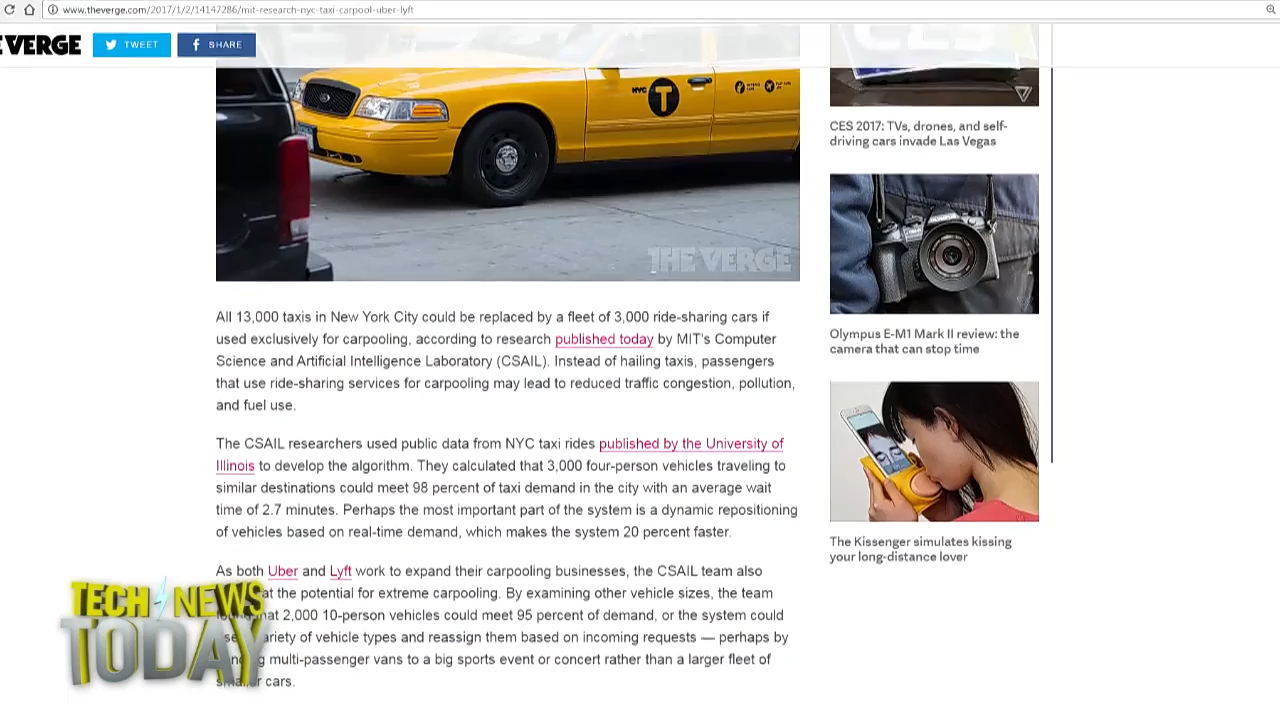 www.theverge.com/2017/1/2/14147286/mit-research-nyc-taxi-carpool-uber-lyft
E VERGE
TWEET
SHARE
NYC T
THE VERGE
CES 2017: TVs, drones, and self-
driving cars invade Las Vegas
OLYMPUS
Olympus E-M1 Mark II review: the
camera that can stop time
The Kissenger simulates kissing
your long-distance lover
All 13,000 taxis in New York City could be replaced by a fleet of 3,000 ride-sharing cars if
used exclusively for carpooling, according to research published today by MIT's Computer
Science and Artificial Intelligence Laboratory (CSAIL). Instead of hailing taxis, passengers
that use ride-sharing services for carpooling may lead to reduced traffic congestion, pollution,
and fuel use.
The CSAIL researchers used public data from NYC taxi rides published by the University of
Illinois to develop the algorithm. They calculated that 3,000 four-person vehicles traveling to
similar destinations could meet 98 percent of taxi demand in the city with an average wait
time of 2.7 minutes. Perhaps the most important part of the system is a dynamic repositioning
of vehicles based on real-time demand, which makes the system 20 percent faster.
As both Uber and Lyft work to expand their carpooling businesses, the CSAIL team also
at the potential for extreme carpooling. By examining other vehicle sizes, the team
2,000 10-person vehicles could meet 95 percent of demand, or the system could
variety of vehicle types and reassign them based on incoming requests — perhaps by
multi-passenger vans to a big sports event or concert rather than a larger fleet of
cars.
TECH NEWS
TODAY